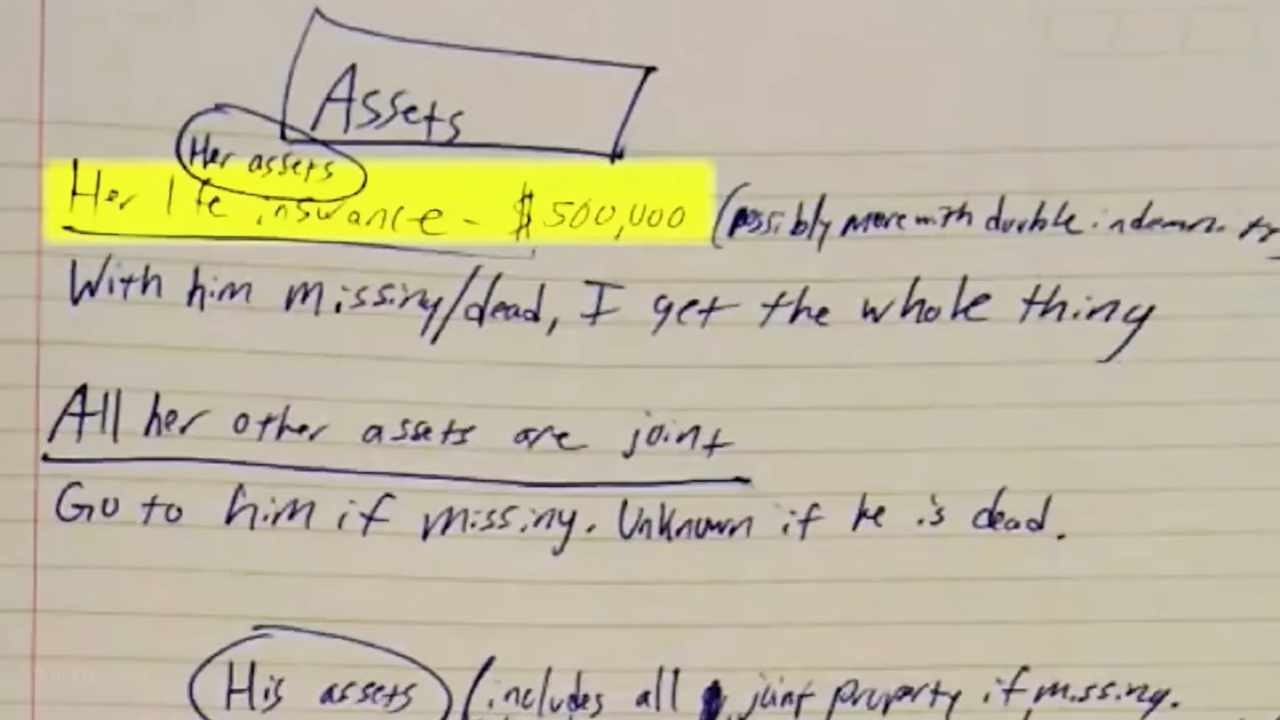 Assets
Her assets
Her life insurance - $500,000 (possibly more with double indemnity
With him missing/dead, I get the whole thing
All her other assets are joint
Go to him if missing. Unknown if he is dead.
His assets (includes all joint property if missing.